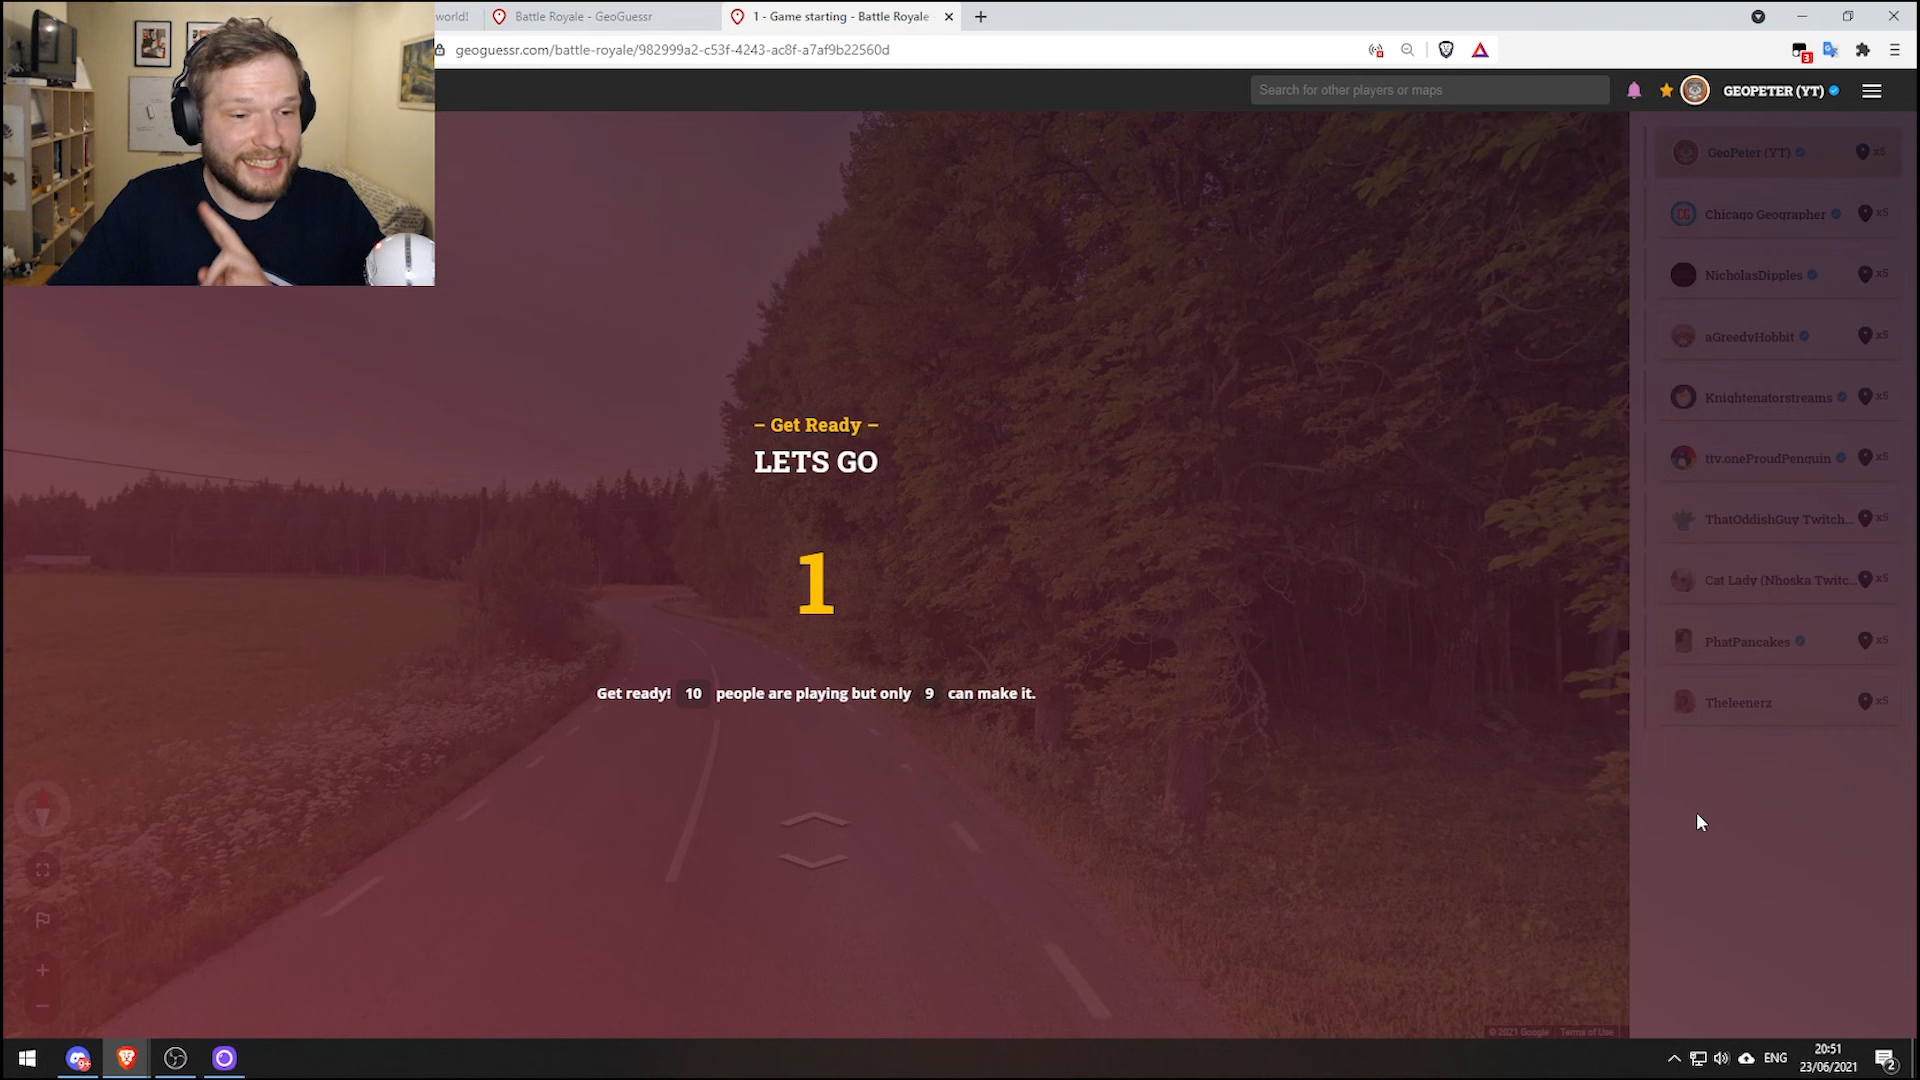 world!
Battle Royale - GeoGuessr
1 - Game starting - Battle Royale
geoguessr.com/battle-royale/982999a2-c53f-4243-ac8f-a7af9b22560d
3
Search for other players or maps
GEOPETER (YT)
GeoPeter (YT) x5
CG Chicago Geographer x5
NicholasDipples x5
aGreedyHobbit x5
Knightenatorstreams x5
ttv.oneProudPenguin x5
ThatOddishGuy Twitch... x5
Cat Lady (Nhoska Twitc... x5
PhatPancakes x5
Theleenerz x5
– Get Ready –
LETS GO
1
Get ready! 10 people are playing but only 9 can make it.
© 2021 Google Terms of Use
9+
ENG
20:51
23/06/2021
2